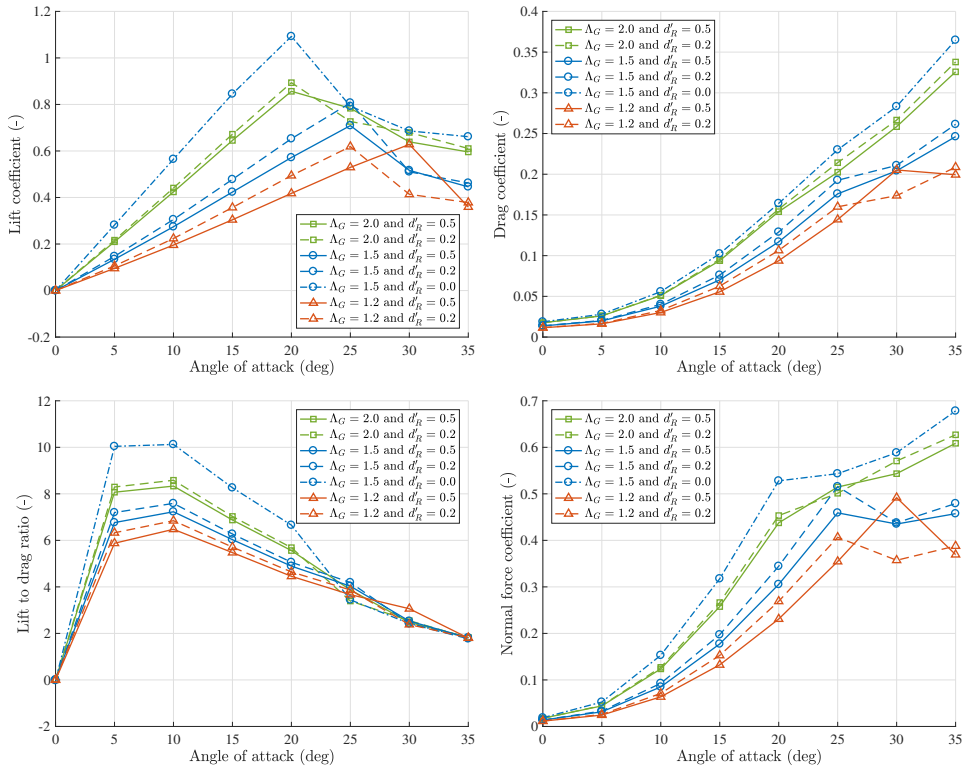 1.2
1
0.8
0.6
0.4
0.2
0
-0.2
Lift coefficient (-)
Λ_G = 2.0 and d′_R = 0.5
Λ_G = 2.0 and d′_R = 0.2
Λ_G = 1.5 and d′_R = 0.5
Λ_G = 1.5 and d′_R = 0.2
Λ_G = 1.5 and d′_R = 0.0
Λ_G = 1.2 and d′_R = 0.5
Λ_G = 1.2 and d′_R = 0.2
0 5 10 15 20 25 30 35
Angle of attack (deg)
0.4
0.35
0.3
0.25
0.2
0.15
0.1
0.05
0
Drag coefficient (-)
Λ_G = 2.0 and d′_R = 0.5
Λ_G = 2.0 and d′_R = 0.2
Λ_G = 1.5 and d′_R = 0.5
Λ_G = 1.5 and d′_R = 0.2
Λ_G = 1.5 and d′_R = 0.0
Λ_G = 1.2 and d′_R = 0.5
Λ_G = 1.2 and d′_R = 0.2
0 5 10 15 20 25 30 35
Angle of attack (deg)
12
10
8
6
4
2
0
-2
Lift to drag ratio (-)
Λ_G = 2.0 and d′_R = 0.5
Λ_G = 2.0 and d′_R = 0.2
Λ_G = 1.5 and d′_R = 0.5
Λ_G = 1.5 and d′_R = 0.2
Λ_G = 1.5 and d′_R = 0.0
Λ_G = 1.2 and d′_R = 0.5
Λ_G = 1.2 and d′_R = 0.2
0 5 10 15 20 25 30 35
Angle of attack (deg)
0.7
0.6
0.5
0.4
0.3
0.2
0.1
0
Normal force coefficient (-)
Λ_G = 2.0 and d′_R = 0.5
Λ_G = 2.0 and d′_R = 0.2
Λ_G = 1.5 and d′_R = 0.5
Λ_G = 1.5 and d′_R = 0.2
Λ_G = 1.5 and d′_R = 0.0
Λ_G = 1.2 and d′_R = 0.5
Λ_G = 1.2 and d′_R = 0.2
0 5 10 15 20 25 30 35
Angle of attack (deg)